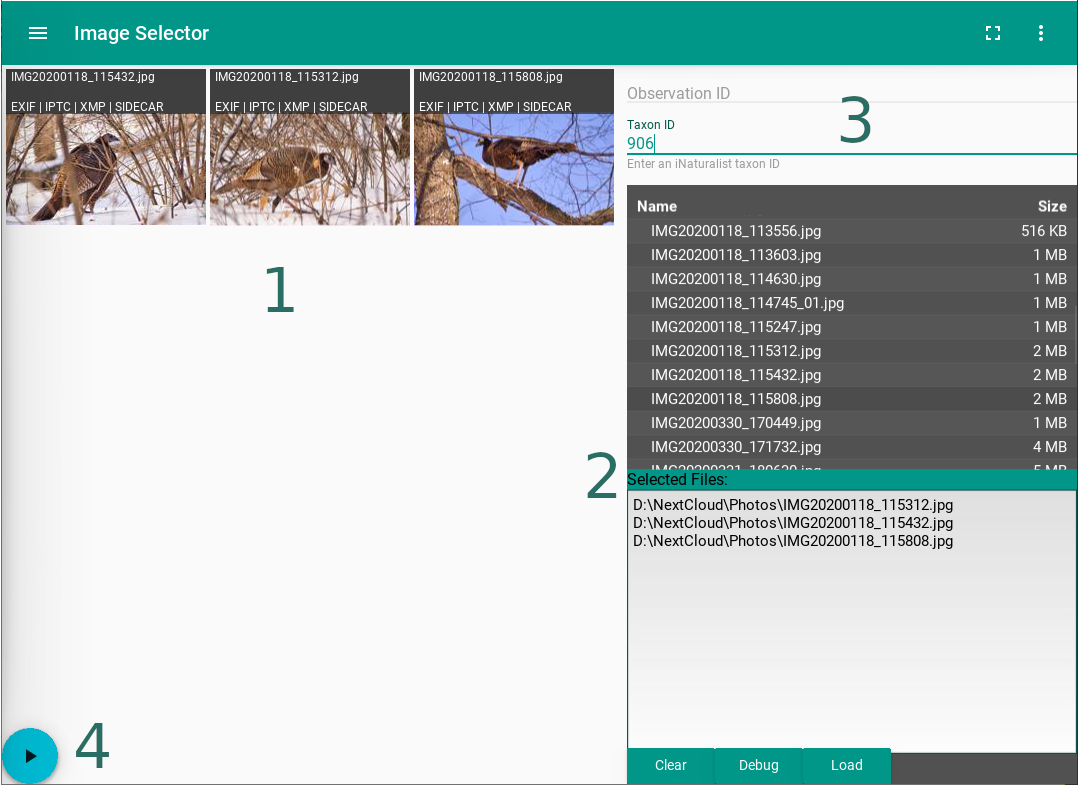 Image Selector
IMG20200118_115432.jpg
EXIF | IPTC | XMP | SIDECAR
IMG20200118_115312.jpg
EXIF | IPTC | XMP | SIDECAR
IMG20200118_115808.jpg
EXIF | IPTC | XMP | SIDECAR
1
2
4
Observation ID
3
Taxon ID
906
Enter an iNaturalist taxon ID
Name Size
IMG20200118_113556.jpg 516 KB
IMG20200118_113603.jpg 1 MB
IMG20200118_114630.jpg 1 MB
IMG20200118_114745_01.jpg 1 MB
IMG20200118_115247.jpg 1 MB
IMG20200118_115312.jpg 2 MB
IMG20200118_115432.jpg 2 MB
IMG20200118_115808.jpg 2 MB
IMG20200330_170449.jpg 1 MB
IMG20200330_171732.jpg 4 MB
Selected Files:
D:\NextCloud\Photos\IMG20200118_115312.jpg
D:\NextCloud\Photos\IMG20200118_115432.jpg
D:\NextCloud\Photos\IMG20200118_115808.jpg
Clear Debug Load